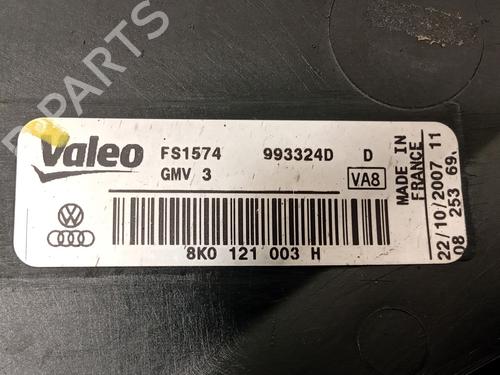 Valeo
FS1574 993324D D
GMV 3 VA8
8K0 121 003 H
MADE IN
FRANCE
22/10/2007 11
08 253 69
B-PARTS